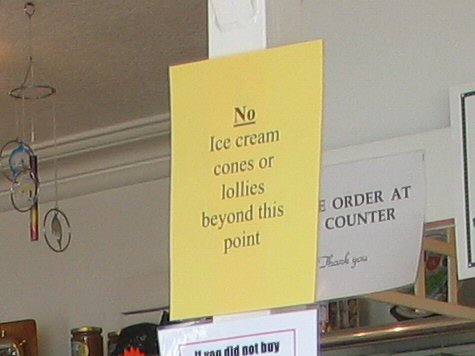 No
Ice cream
cones or
lollies
beyond this
point
ORDER AT
COUNTER
Thank you
If you did not buy